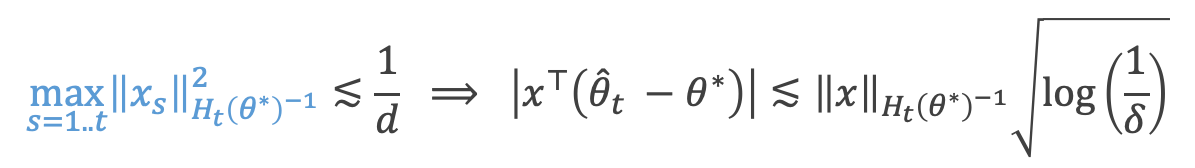 max_{s=1..t} ‖x_s‖²_{H_t(θ*)⁻¹} ≲ 1/d ⟹ |x^⊤(θ̂_t − θ*)| ≲ ‖x‖_{H_t(θ*)⁻¹} √(log(1/δ))